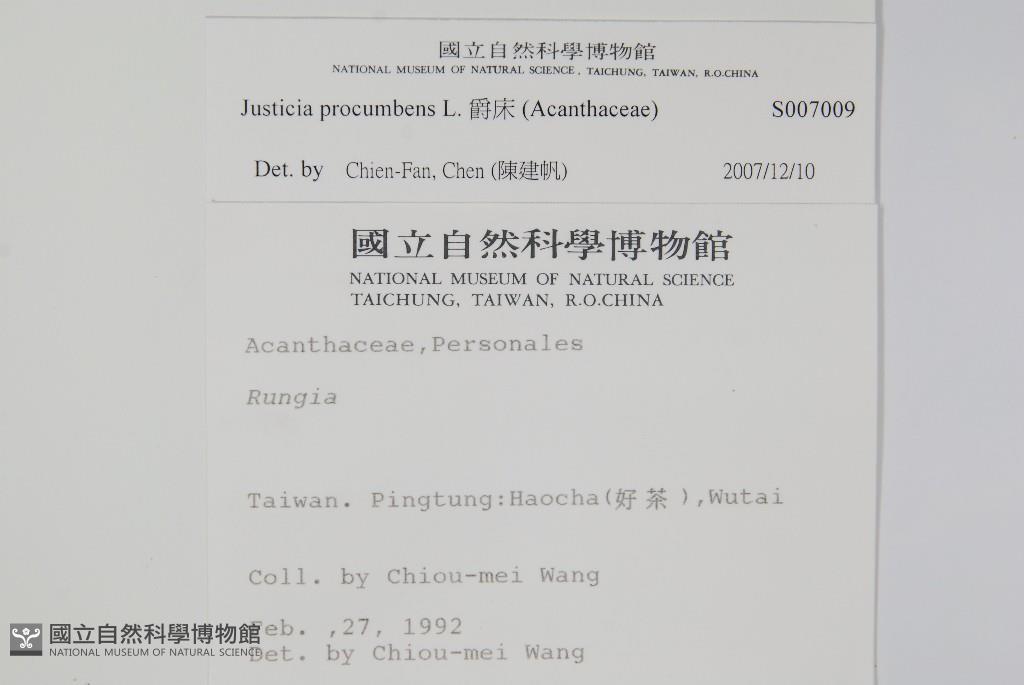 國立自然科學博物館
NATIONAL MUSEUM OF NATURAL SCIENCE, TAICHUNG, TAIWAN, R.O.CHINA
Justicia procumbens L. 爵床 (Acanthaceae) S007009
Det. by Chien-Fan, Chen (陳建帆) 2007/12/10
國立自然科學博物館
NATIONAL MUSEUM OF NATURAL SCIENCE
TAICHUNG, TAIWAN, R.O.CHINA
Acanthaceae,Personales
Rungia
Taiwan. Pingtung:Haocha(好茶),Wutai
Coll. by Chiou-mei Wang
Feb. ,27, 1992
Det. by Chiou-mei Wang
國立自然科學博物館
NATIONAL MUSEUM OF NATURAL SCIENCE